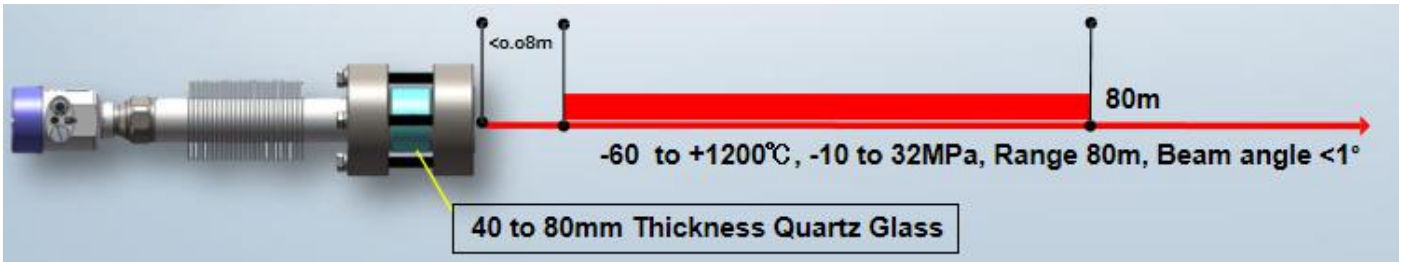 <o.o8m
80m
-60 to +1200℃, -10 to 32MPa, Range 80m, Beam angle <1°
40 to 80mm Thickness Quartz Glass